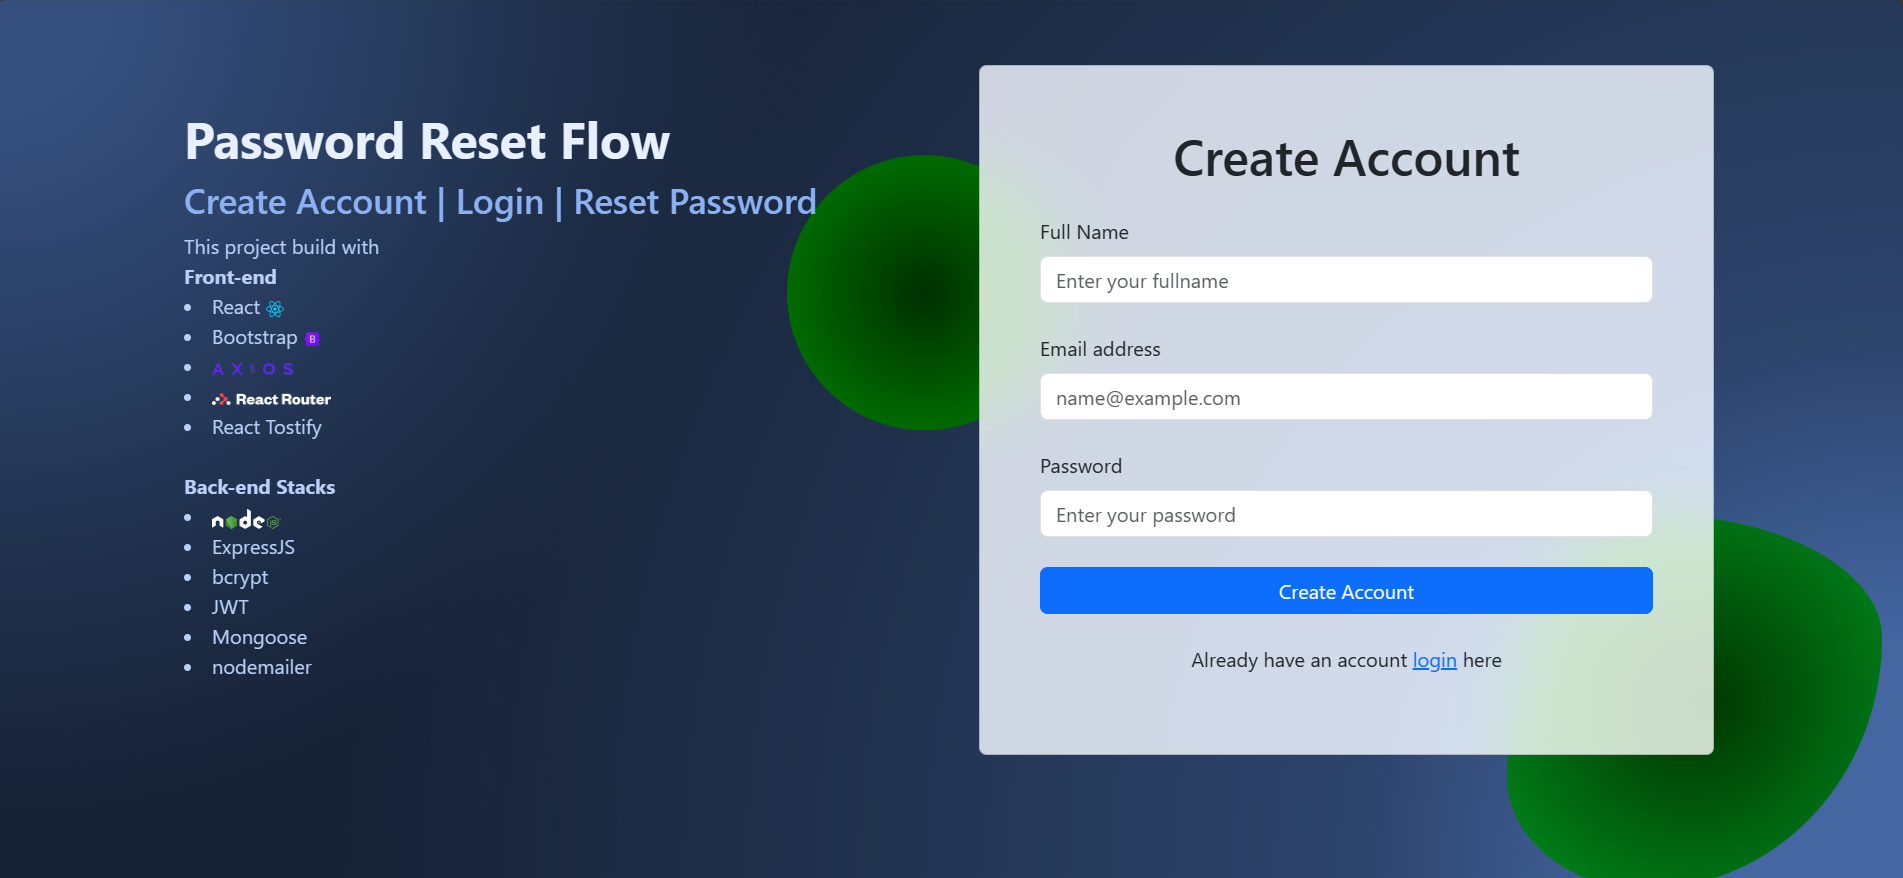 Password Reset Flow
Create Account | Login | Reset Password
This project build with
Front-end
React
Bootstrap B
AXIOS
React Router
React Tostify
Back-end Stacks
node JS
ExpressJS
bcrypt
JWT
Mongoose
nodemailer
Create Account
Full Name
Enter your fullname
Email address
name@example.com
Password
Enter your password
Create Account
Already have an account login here